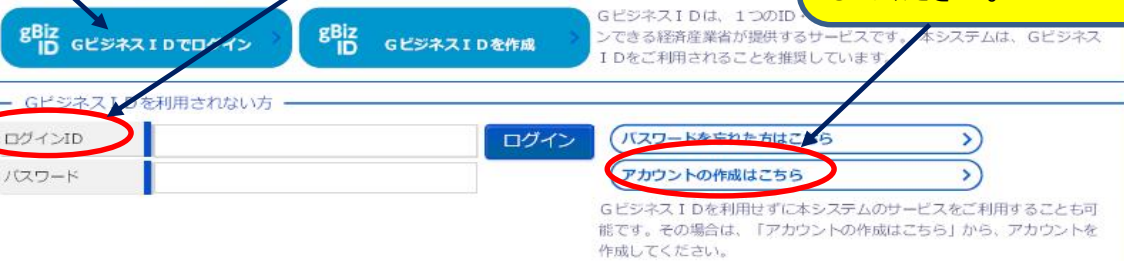 gBiz
ID GビジネスIDでログイン
gBiz
ID GビジネスIDを作成
GビジネスIDは、1つのID
ンできる経済産業省が提供するサービスです。本システムは、Gビジネス
IDをご利用されることを推奨しています
GビジネスIDを利用されない方
ログインID
パスワード
ログイン
パスワードを忘れた方はこちら
アカウントの作成はこちら
GビジネスIDを利用せずに本システムのサービスをご利用することも可
能です。その場合は、「アカウントの作成はこちら」から、アカウントを
作成してください。